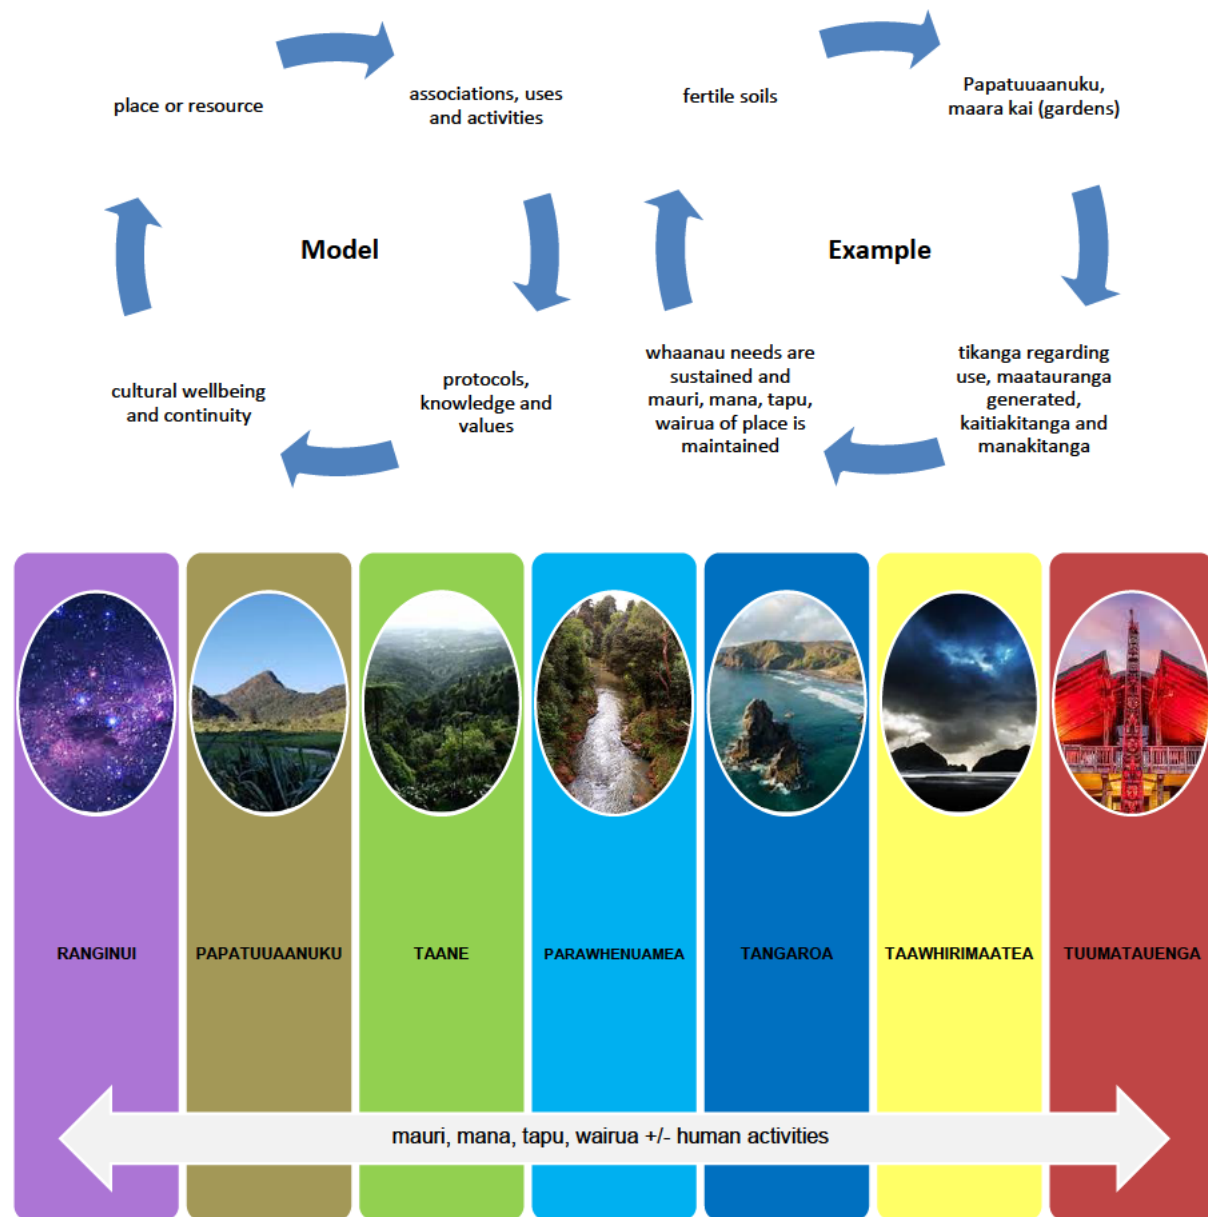 place or resource
associations, uses
and activities
Model
protocols,
knowledge and
values
cultural wellbeing
and continuity
fertile soils
Papatuuaanuku,
maara kai (gardens)
Example
tikanga regarding
use, maatauranga
generated,
kaitiakitanga and
manakitanga
whaanau needs are
sustained and
mauri, mana, tapu,
wairua of place is
maintained
RANGINUI
PAPATUUAANUKU
TAANE
PARAWHENUAMEA
TANGAROA
TAAWHIRIMAATEA
TUUMATAUENGA
mauri, mana, tapu, wairua +/- human activities